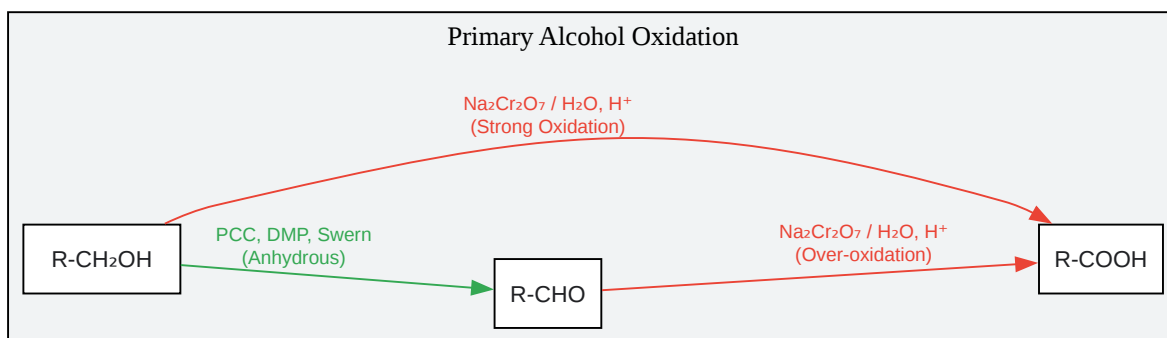 Primary Alcohol Oxidation
Na₂Cr₂O₇ / H₂O, H⁺
(Strong Oxidation)
R-CH₂OH
PCC, DMP, Swern
(Anhydrous)
R-CHO
Na₂Cr₂O₇ / H₂O, H⁺
(Over-oxidation)
R-COOH